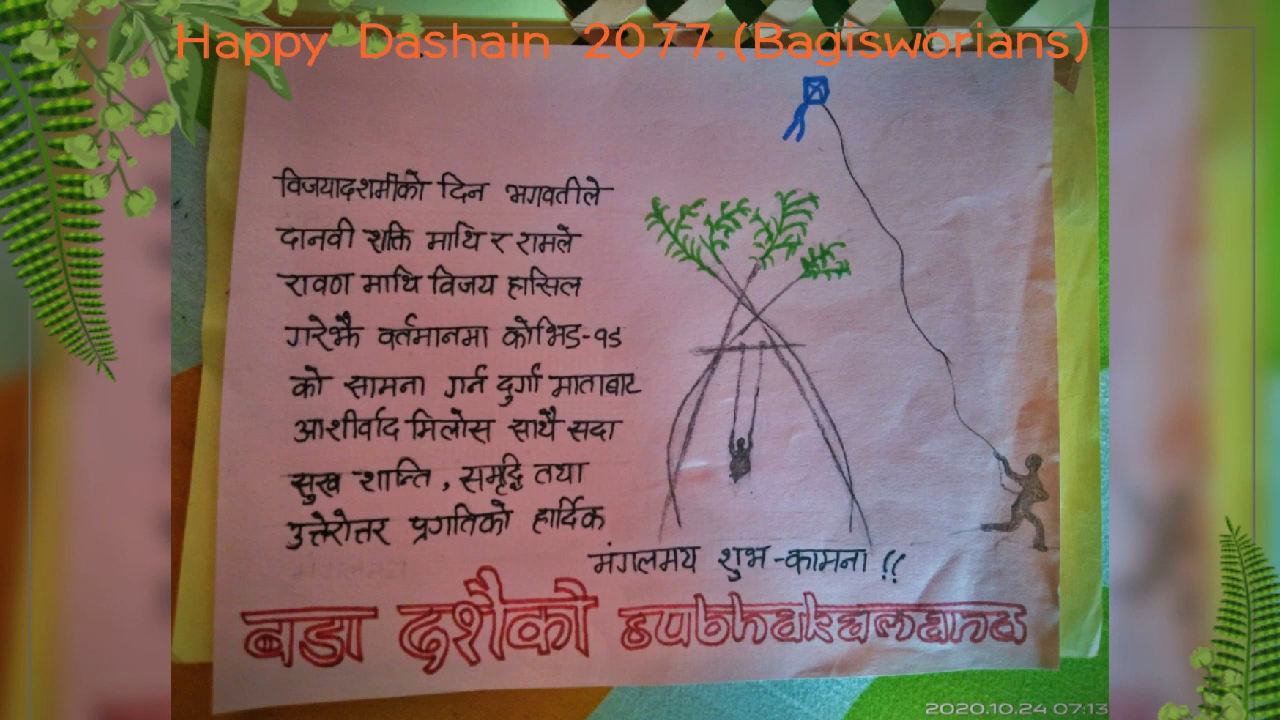 Happy Dashain 2077.(Bagisworians)
विजयादशमीको दिन भगवतीले
दानवी शक्ति माथि र रामले
रावण माथि विजय हासिल
गरेझै वर्तमानमा कोभिड-१९
को सामना गर्न दुर्गा माताबाट
आशीर्वाद मिलोस साथै सदा
सुख शान्ति, समृद्धि तथा
उत्तेरोत्तर प्रगतिको हार्दिक
मंगलमय शुभ-कामना !!
बडा दशैको subhakamana
2020.10.24 07:13